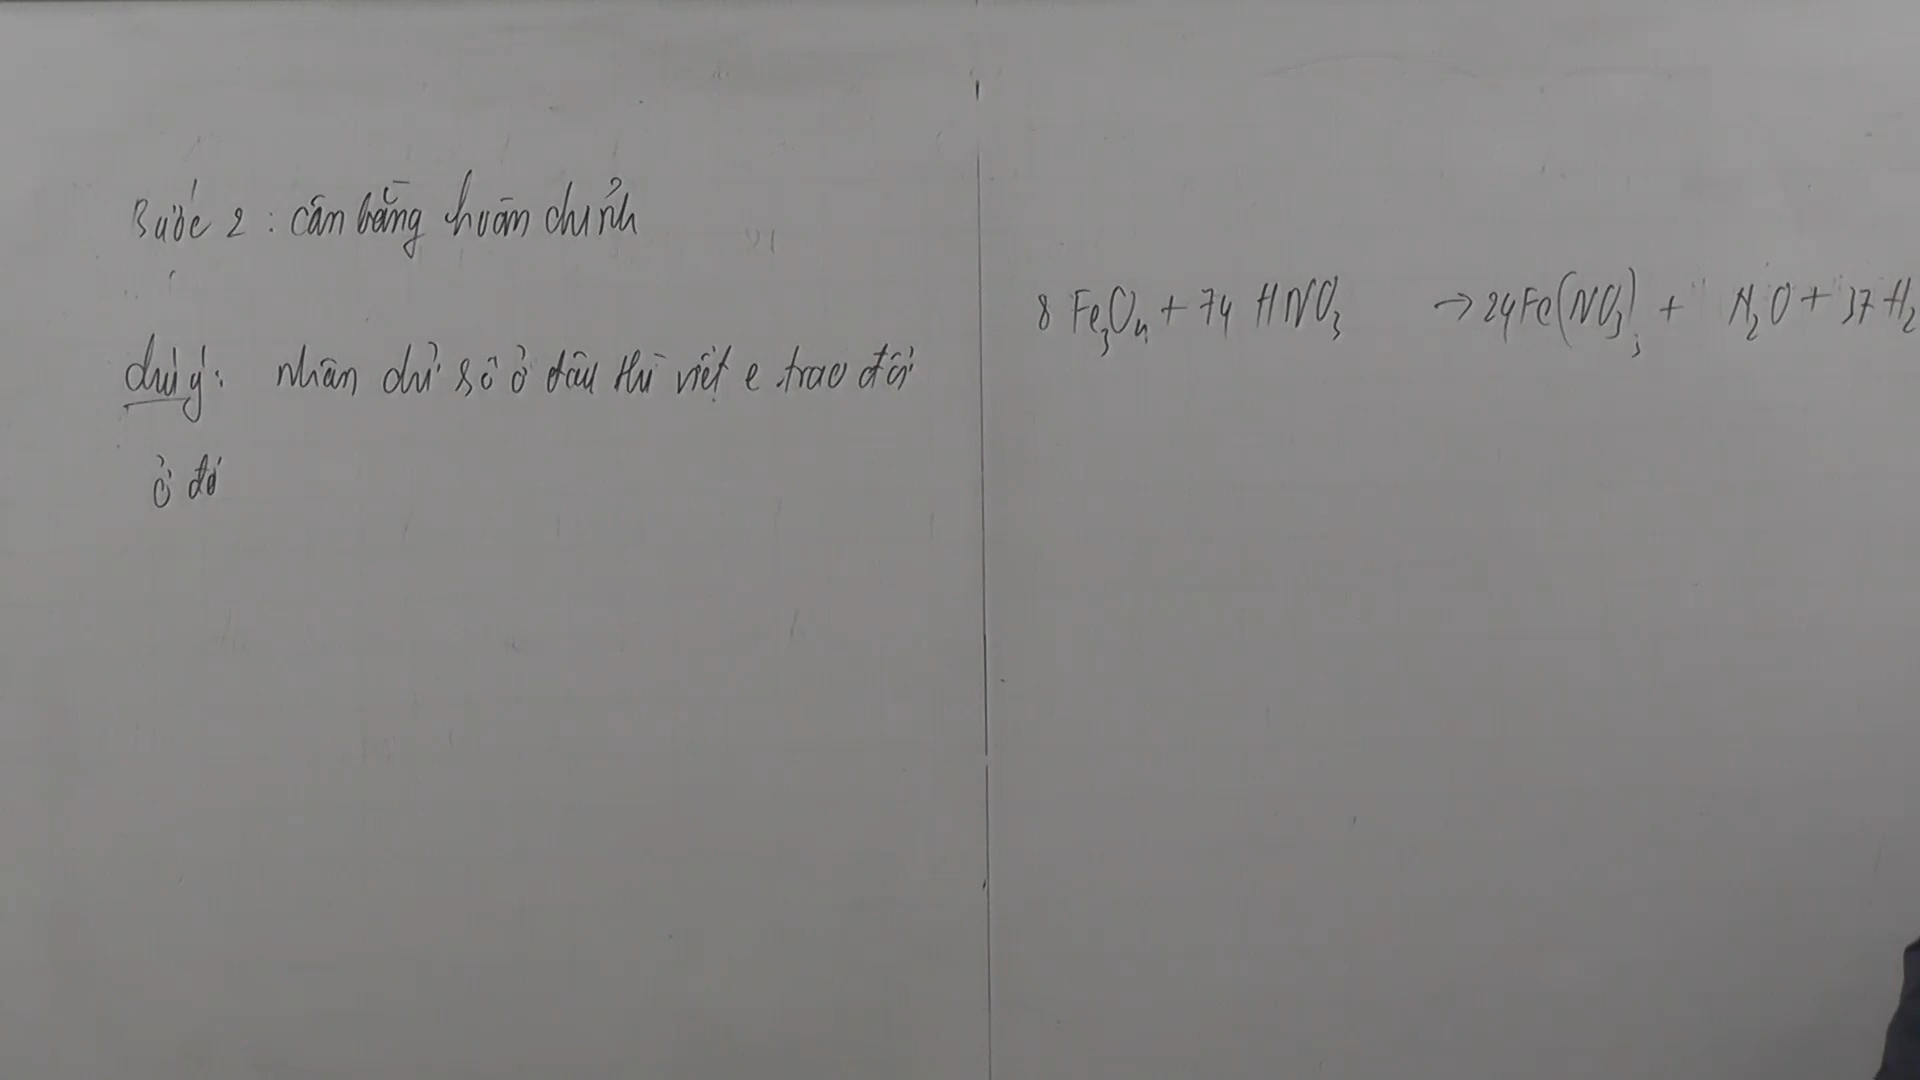 Bước 2 : cân bằng hoàn chỉnh
chú ý : nhân chỉ số ở đâu thì viết e trao đổi
ở đó
8 Fe₃O₄ + 74 HNO₃ → 24Fe(NO₃)₃ + N₂O + 37 H₂